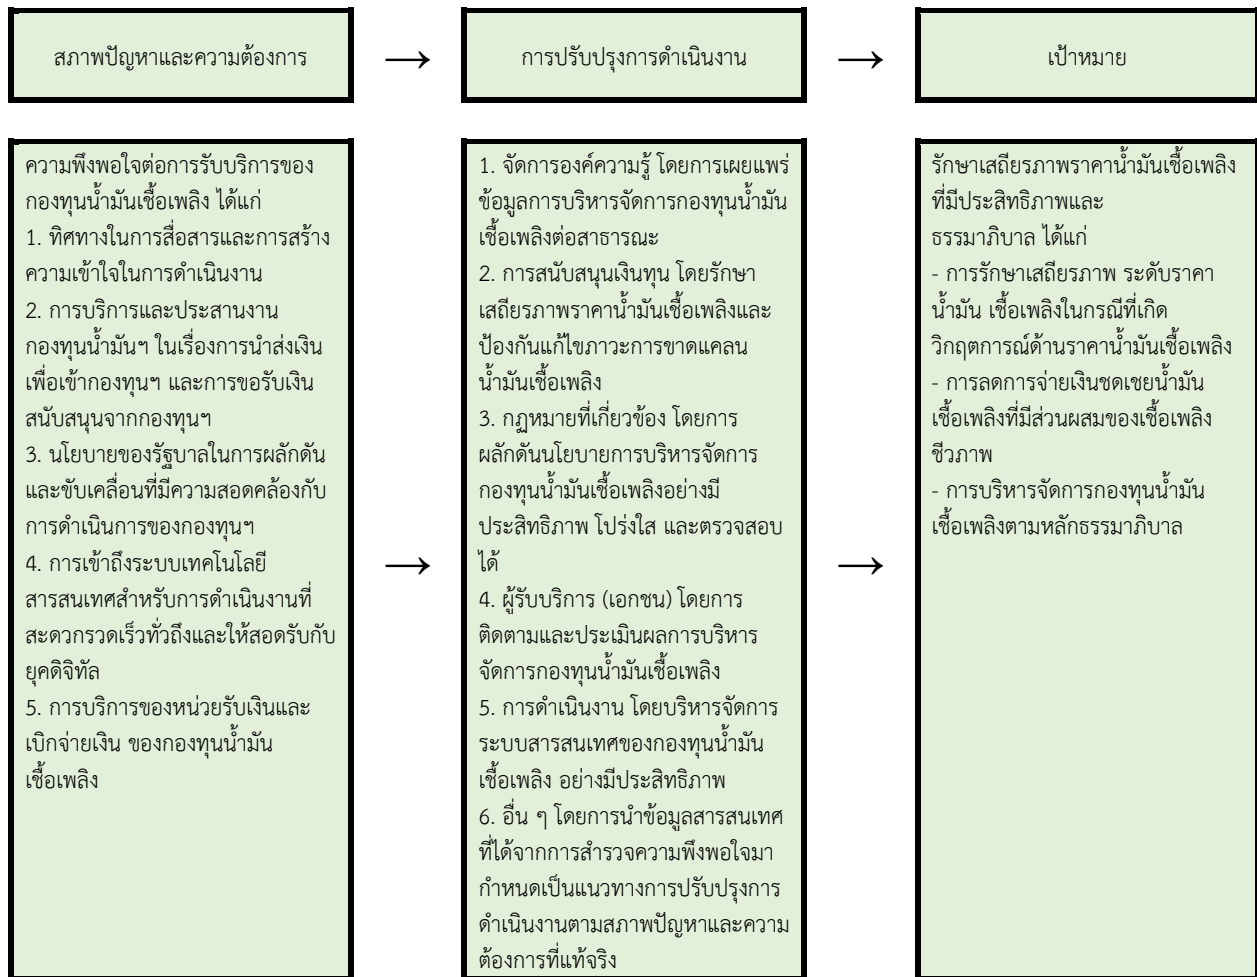 สภาพปัญหาและความต้องการ
→
การปรับปรุงการดำเนินงาน
→
เป้าหมาย
ความพึงพอใจต่อการรับบริการของ
กองทุนน้ำมันเชื้อเพลิง ได้แก่
1. ทิศทางในการสื่อสารและการสร้าง
ความเข้าใจในการดำเนินงาน
2. การบริการและประสานงาน
กองทุนน้ำมันฯ ในเรื่องการนำส่งเงิน
เพื่อเข้ากองทุนฯ และการขอรับเงิน
สนับสนุนจากกองทุนฯ
3. นโยบายของรัฐบาลในการผลักดัน
และขับเคลื่อนที่มีความสอดคล้องกับ
การดำเนินการของกองทุนฯ
4. การเข้าถึงระบบเทคโนโลยี
สารสนเทศสำหรับการดำเนินงานที่
สะดวกรวดเร็วทั่วถึงและให้สอดรับกับ
ยุคดิจิทัล
5. การบริการของหน่วยรับเงินและ
เบิกจ่ายเงิน ของกองทุนน้ำมัน
เชื้อเพลิง
→
1. จัดการองค์ความรู้ โดยการเผยแพร่
ข้อมูลการบริหารจัดการกองทุนน้ำมัน
เชื้อเพลิงต่อสาธารณะ
2. การสนับสนุนเงินทุน โดยรักษา
เสถียรภาพราคาน้ำมันเชื้อเพลิงและ
ป้องกันแก้ไขภาวะการขาดแคลน
น้ำมันเชื้อเพลิง
3. กฎหมายที่เกี่ยวข้อง โดยการ
ผลักดันนโยบายการบริหารจัดการ
กองทุนน้ำมันเชื้อเพลิงอย่างมี
ประสิทธิภาพ โปร่งใส และตรวจสอบ
ได้
4. ผู้รับบริการ (เอกชน) โดยการ
ติดตามและประเมินผลการบริหาร
จัดการกองทุนน้ำมันเชื้อเพลิง
5. การดำเนินงาน โดยบริหารจัดการ
ระบบสารสนเทศของกองทุนน้ำมัน
เชื้อเพลิง อย่างมีประสิทธิภาพ
6. อื่น ๆ โดยการนำข้อมูลสารสนเทศ
ที่ได้จากการสำรวจความพึงพอใจมา
กำหนดเป็นแนวทางการปรับปรุงการ
ดำเนินงานตามสภาพปัญหาและความ
ต้องการที่แท้จริง
→
รักษาเสถียรภาพราคาน้ำมันเชื้อเพลิง
ที่มีประสิทธิภาพและ
ธรรมาภิบาล ได้แก่
- การรักษาเสถียรภาพ ระดับราคา
น้ำมัน เชื้อเพลิงในกรณีที่เกิด
วิกฤตการณ์ด้านราคาน้ำมันเชื้อเพลิง
- การลดการจ่ายเงินชดเชยน้ำมัน
เชื้อเพลิงที่มีส่วนผสมของเชื้อเพลิง
ชีวภาพ
- การบริหารจัดการกองทุนน้ำมัน
เชื้อเพลิงตามหลักธรรมาภิบาล